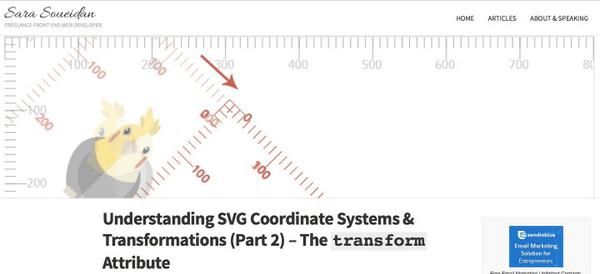 Sara Soueidan
FREELANCE FRONT-END WEB DEVELOPER
HOME ARTICLES ABOUT & SPEAKING
100 200 300 400 500 600 700 800
100 200
100
200
0 0
100 100
200
Understanding SVG Coordinate Systems &
Transformations (Part 2) – The transform
Attribute
sendinblue
Email Marketing
Solution for
Entrepreneurs